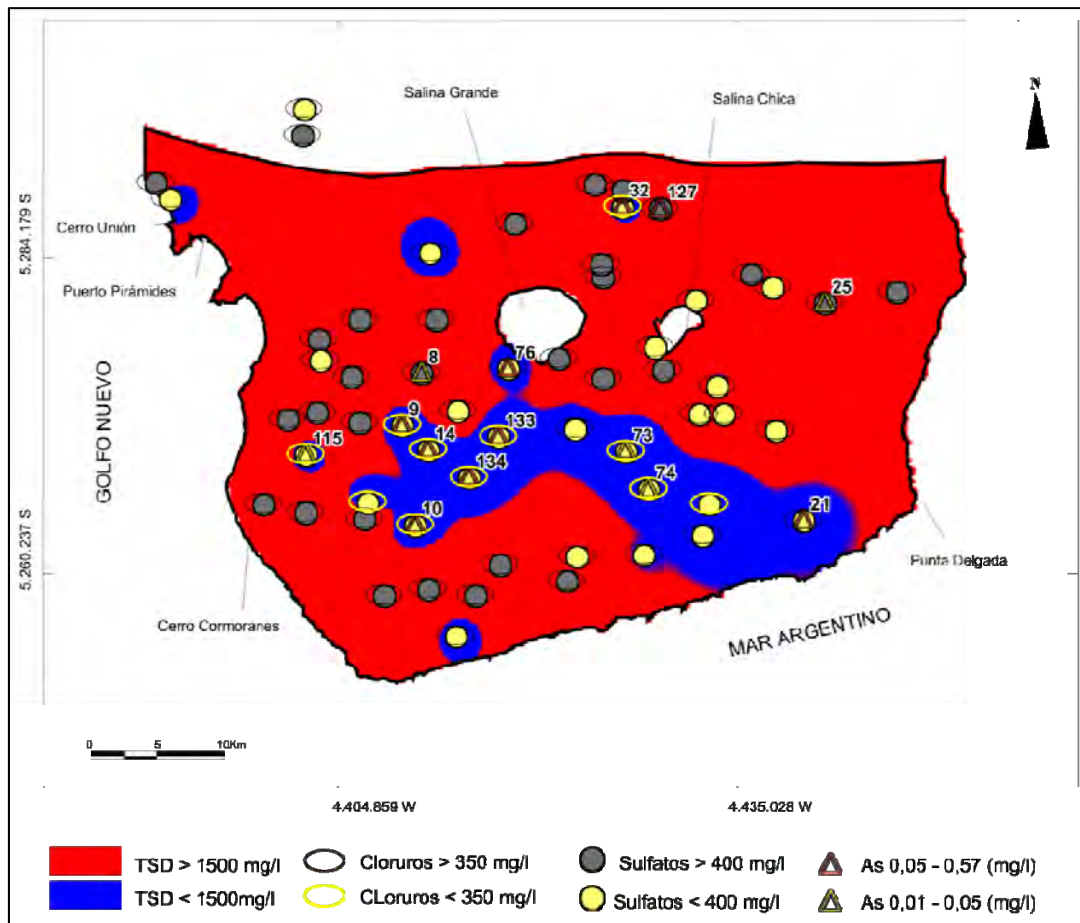 N
Salina Grande
Salina Chica
32
127
5.284.179 S
Cerro Unión
Puerto Pirámides
25
8
76
GOLFO NUEVO
9
14
133
73
115
134
74
10
21
5.260.237 S
Punta Delgada
Cerro Cormoranes
MAR ARGENTINO
0 5 10Km
4.404.859 W
4.435.028 W
TSD > 1500 mg/l
Cloruros > 350 mg/l
Sulfatos > 400 mg/l
As 0,05 - 0,57 (mg/l)
TSD < 1500mg/l
CLoruros < 350 mg/l
Sulfatos < 400 mg/l
As 0,01 - 0,05 (mg/l)